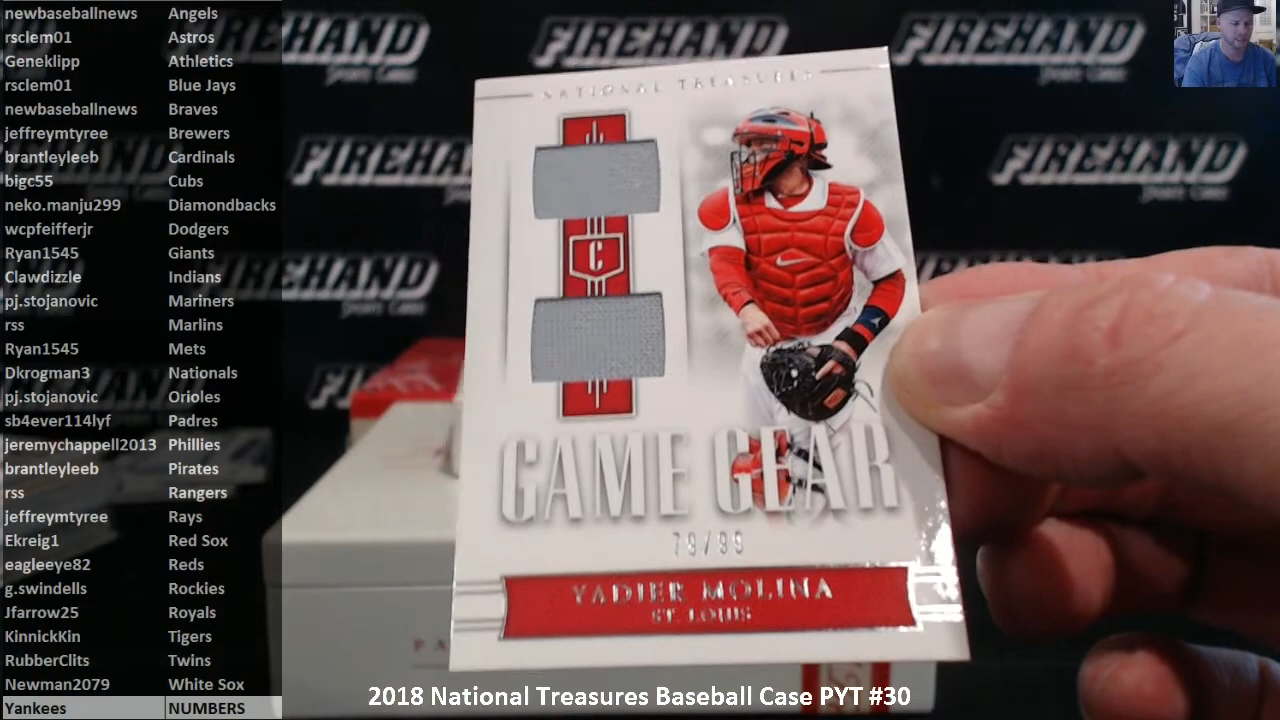 newbaseballnews Angels
rsclem01 Astros
Geneklipp Athletics
rsclem01 Blue Jays
newbaseballnews Braves
jeffreymtyree Brewers
brantleyleeb Cardinals
bigc55 Cubs
neko.manju299 Diamondbacks
wcpfeifferjr Dodgers
Ryan1545 Giants
Clawdizzle Indians
pj.stojanovic Mariners
rss Marlins
Ryan1545 Mets
Dkrogman3 Nationals
pj.stojanovic Orioles
sb4ever114lyf Padres
jeremychappell2013 Phillies
brantleyleeb Pirates
rss Rangers
jeffreymtyree Rays
Ekreig1 Red Sox
eagleeye82 Reds
g.swindells Rockies
Jfarrow25 Royals
KinnickKin Tigers
RubberClits Twins
Newman2079 White Sox
Yankees NUMBERS
FIREHAND
FIREHAND
FIREHAND
FIREHAND
FIREHAND
NATIONAL TREASURES
C
GAME GEAR
79/99
YADIER MOLINA
ST. LOUIS
2018 National Treasures Baseball Case PYT #30